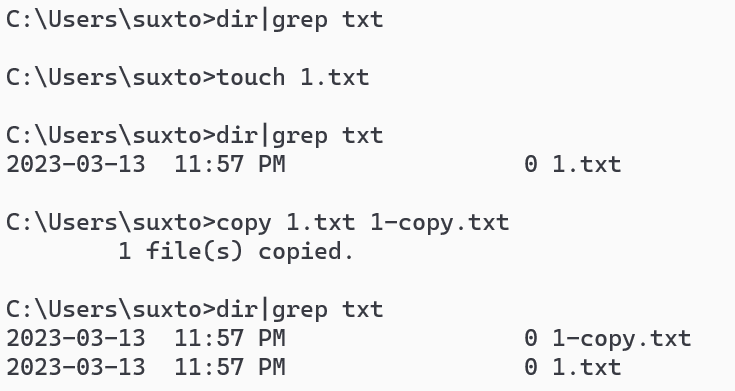 C:\Users\suxto>dir|grep txt
C:\Users\suxto>touch 1.txt
C:\Users\suxto>dir|grep txt
2023-03-13  11:57 PM                 0 1.txt
C:\Users\suxto>copy 1.txt 1-copy.txt
        1 file(s) copied.
C:\Users\suxto>dir|grep txt
2023-03-13  11:57 PM                 0 1-copy.txt
2023-03-13  11:57 PM                 0 1.txt